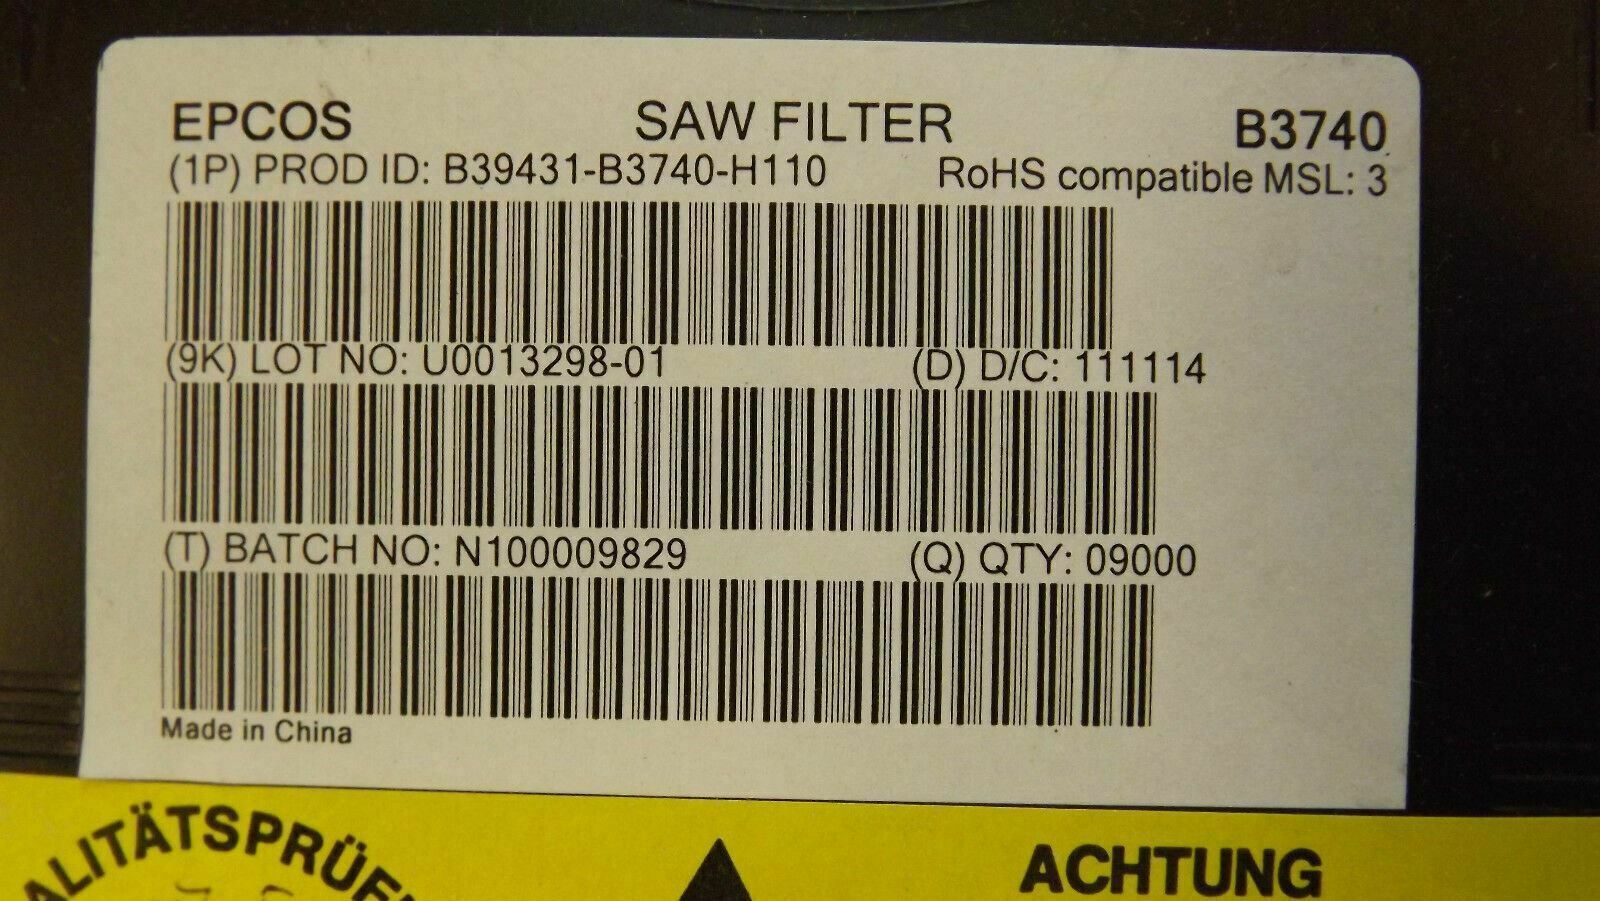 EPCOS SAW FILTER B3740
(1P) PROD ID: B39431-B3740-H110 RoHS compatible MSL: 3
(9K) LOT NO: U0013298-01 (D) D/C: 111114
(T) BATCH NO: N100009829 (Q) QTY: 09000
Made in China
ALITÄTSPRÜF
ACHTUNG